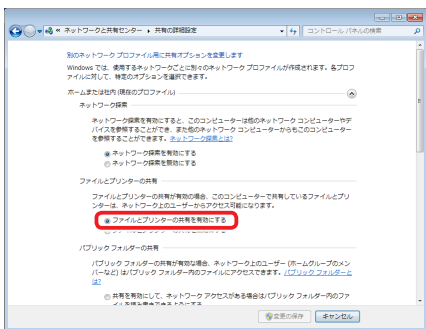 « ネットワークと共有センター ▸ 共有の詳細設定
コントロール パネルの検索
別のネットワーク プロファイル用に共有オプションを変更します
Windows では、使用するネットワークごとに別々のネットワーク プロファイルが作成されます。各プロフ
ァイルに対して、特定のオプションを選択できます。
ホームまたは社内 (現在のプロファイル)
ネットワーク探索
ネットワーク探索を有効にすると、このコンピューターは他のネットワーク コンピューターやデ
バイスを参照することができ、また他のネットワーク コンピューターからもこのコンピューター
を参照することができます。ネットワーク探索とは?
ネットワーク探索を有効にする
ネットワーク探索を無効にする
ファイルとプリンターの共有
ファイルとプリンターの共有が有効の場合、このコンピューターで共有しているファイルとプリ
ンターは、ネットワーク上のユーザーからアクセス可能になります。
ファイルとプリンターの共有を有効にする
パブリック フォルダーの共有
パブリック フォルダーの共有が有効な場合、ネットワーク上のユーザー (ホームグループのメン
バーなど) はパブリック フォルダー内のファイルにアクセスできます。パブリック フォルダーと
は?
共有を有効にして、ネットワーク アクセスがある場合はパブリック フォルダー内のファ
変更の保存
キャンセル